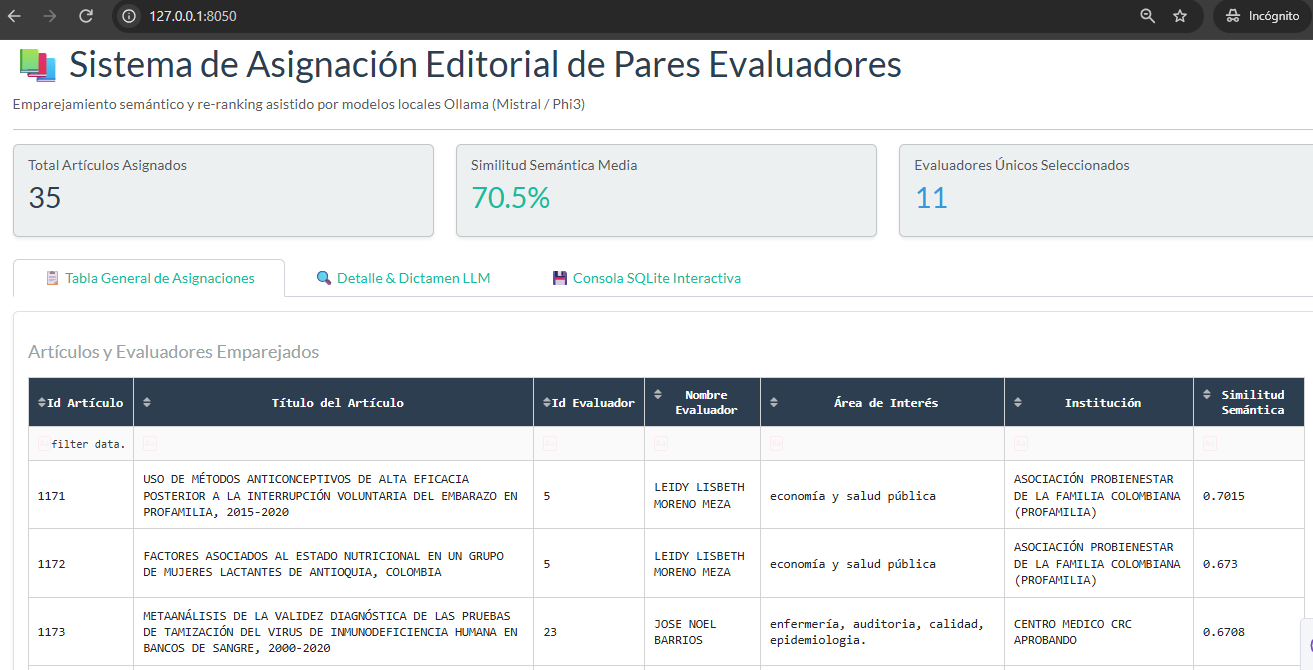 127.0.0.1:8050
Incógnito
Sistema de Asignación Editorial de Pares Evaluadores
Emparejamiento semántico y re-ranking asistido por modelos locales Ollama (Mistral / Phi3)
Total Artículos Asignados
35
Similitud Semántica Media
70.5%
Evaluadores Únicos Seleccionados
11
Tabla General de Asignaciones
Detalle & Dictamen LLM
Consola SQLite Interactiva
Artículos y Evaluadores Emparejados
Id Artículo
Título del Artículo
Id Evaluador
Nombre
Evaluador
Área de Interés
Institución
Similitud
Semántica
Aa filter data.
Aa
Aa
Aa
Aa
Aa
Aa
1171
USO DE MÉTODOS ANTICONCEPTIVOS DE ALTA EFICACIA
POSTERIOR A LA INTERRUPCIÓN VOLUNTARIA DEL EMBARAZO EN
PROFAMILIA, 2015-2020
5
LEIDY LISBETH
MORENO MEZA
economía y salud pública
ASOCIACIÓN PROBIENESTAR
DE LA FAMILIA COLOMBIANA
(PROFAMILIA)
0.7015
1172
FACTORES ASOCIADOS AL ESTADO NUTRICIONAL EN UN GRUPO
DE MUJERES LACTANTES DE ANTIOQUIA, COLOMBIA
5
LEIDY LISBETH
MORENO MEZA
economía y salud pública
ASOCIACIÓN PROBIENESTAR
DE LA FAMILIA COLOMBIANA
(PROFAMILIA)
0.673
1173
METAANÁLISIS DE LA VALIDEZ DIAGNÓSTICA DE LAS PRUEBAS
DE TAMIZACIÓN DEL VIRUS DE INMUNODEFICIENCIA HUMANA EN
BANCOS DE SANGRE, 2000-2020
23
JOSE NOEL
BARRIOS
enfermería, auditoria, calidad,
epidemiologia.
CENTRO MEDICO CRC
APROBANDO
0.6708